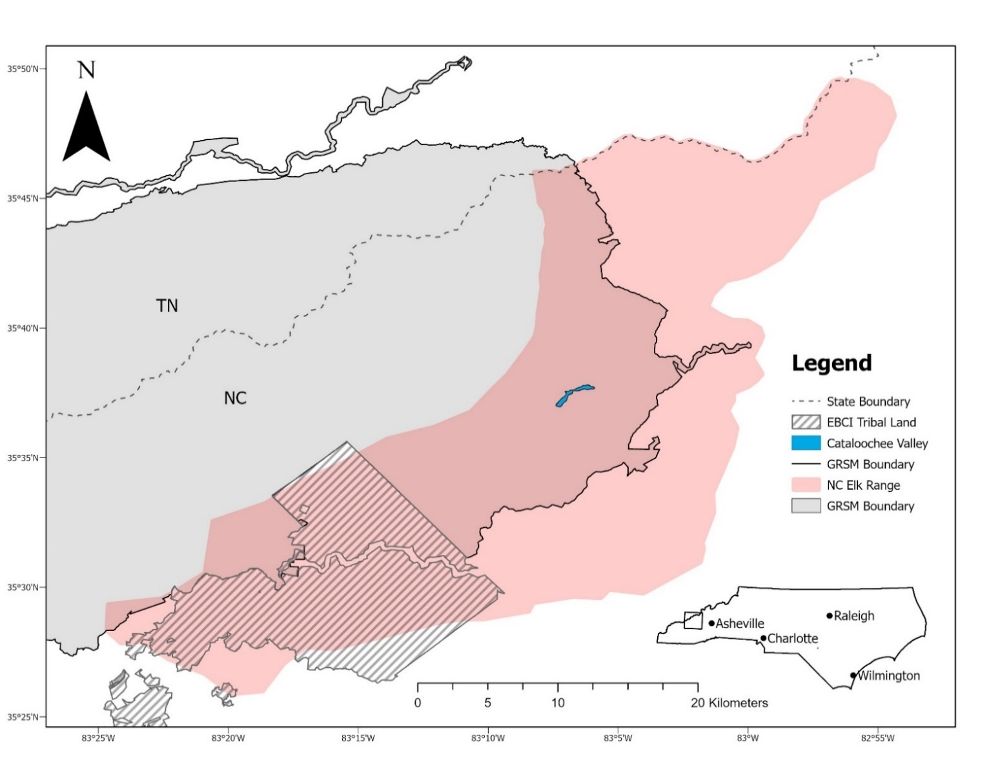 35°50'N
N
35°45'N
TN
35°40'N
NC
35°35'N
35°30'N
35°25'N
Legend
State Boundary
EBCI Tribal Land
Cataloochee Valley
GRSM Boundary
NC Elk Range
GRSM Boundary
Raleigh
Asheville
Charlotte
Wilmington
0 5 10 20 Kilometers
83°25'W 83°20'W 83°15'W 83°10'W 83°5'W 83°W 82°55'W